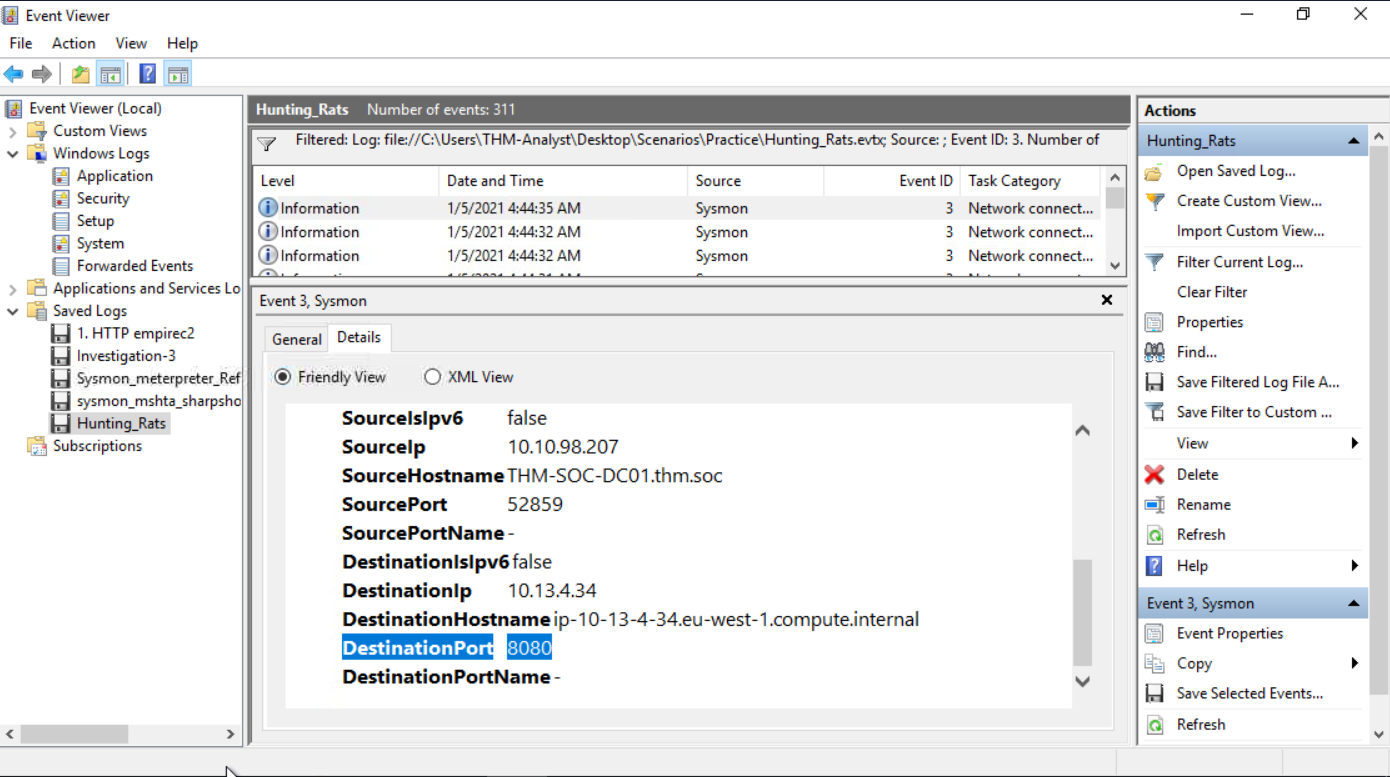 Event Viewer
File Action View Help
Event Viewer (Local)
Custom Views
Windows Logs
Application
Security
Setup
System
Forwarded Events
Applications and Services Lo
Saved Logs
1. HTTP empirec2
Investigation-3
Sysmon_meterpreter_Ref
sysmon_mshta_sharpsho
Hunting_Rats
Subscriptions
Hunting_Rats Number of events: 311
Filtered: Log: file://C:\Users\THM-Analyst\Desktop\Scenarios\Practice\Hunting_Rats.evtx; Source: ; Event ID: 3. Number of
Level Date and Time Source Event ID Task Category
Information 1/5/2021 4:44:35 AM Sysmon 3 Network connect...
Information 1/5/2021 4:44:32 AM Sysmon 3 Network connect...
Information 1/5/2021 4:44:32 AM Sysmon 3 Network connect...
Event 3, Sysmon
General Details
Friendly View XML View
SourceIsIpv6 false
SourceIp 10.10.98.207
SourceHostname THM-SOC-DC01.thm.soc
SourcePort 52859
SourcePortName -
DestinationIsIpv6 false
DestinationIp 10.13.4.34
DestinationHostname ip-10-13-4-34.eu-west-1.compute.internal
DestinationPort 8080
DestinationPortName -
Actions
Hunting_Rats
Open Saved Log...
Create Custom View...
Import Custom View...
Filter Current Log...
Clear Filter
Properties
Find...
Save Filtered Log File A...
Save Filter to Custom ...
View
Delete
Rename
Refresh
Help
Event 3, Sysmon
Event Properties
Copy
Save Selected Events...
Refresh